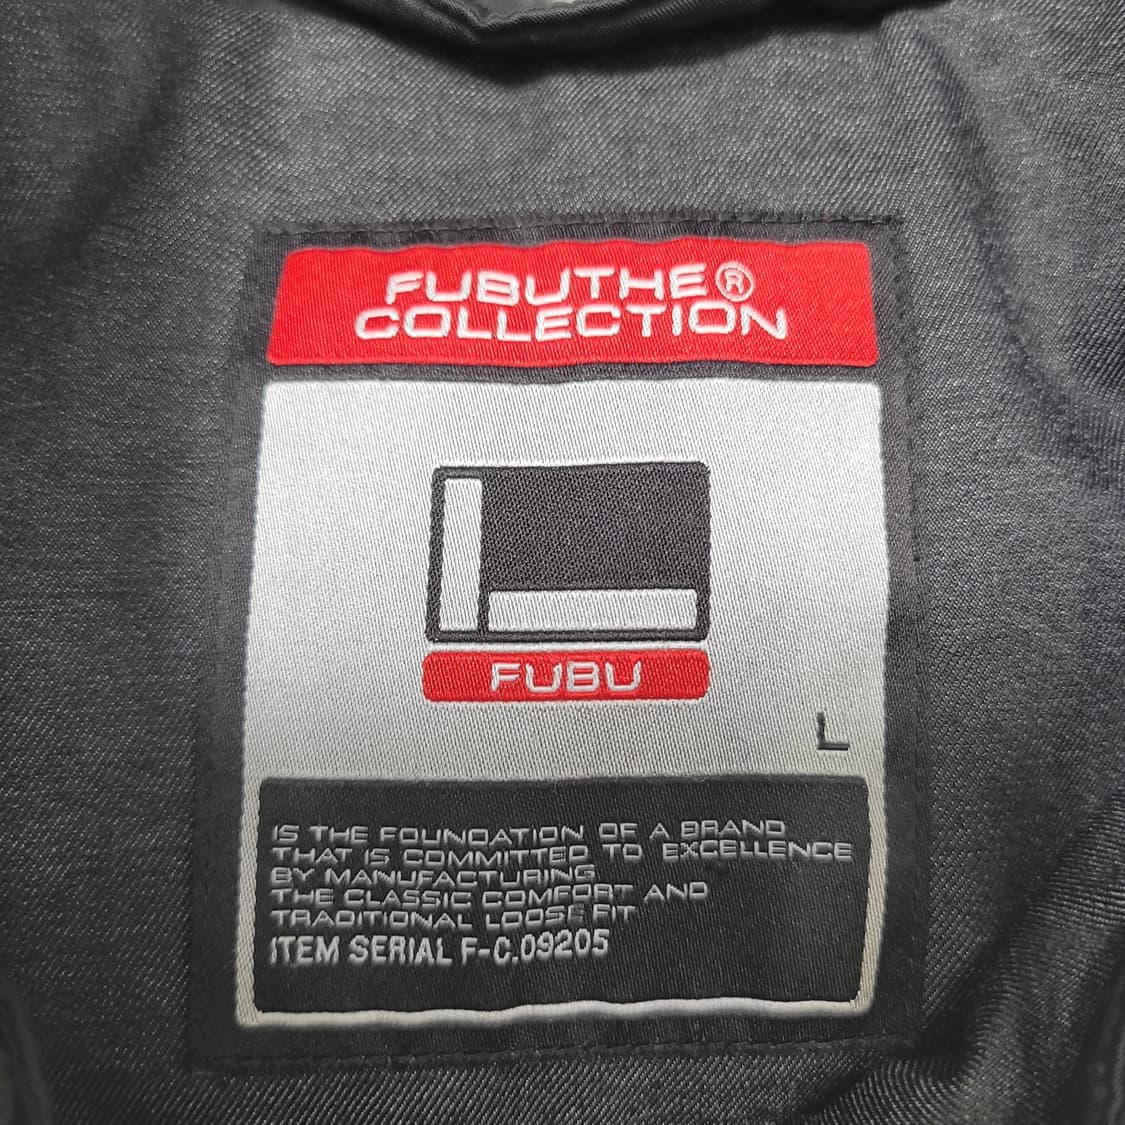 FUBUTHE®
COLLECTION
FUBU
L
IS THE FOUNDATION OF A BRAND
THAT IS COMMITTED TO EXCELLENCE
BY MANUFACTURING
THE CLASSIC COMFORT AND
TRADITIONAL LOOSE FIT
ITEM SERIAL F-C.09205